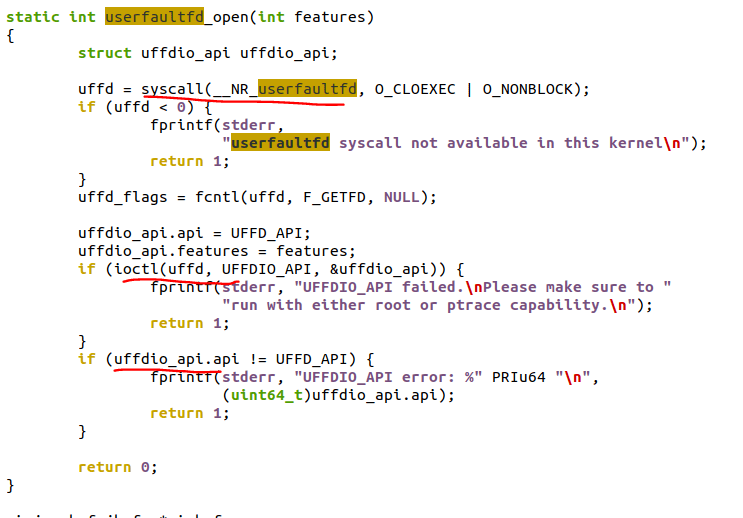 static int userfaultfd_open(int features)
{
        struct uffdio_api uffdio_api;

        uffd = syscall(__NR_userfaultfd, O_CLOEXEC | O_NONBLOCK);
        if (uffd < 0) {
                fprintf(stderr,
                        "userfaultfd syscall not available in this kernel\n");
                return 1;
        }
        uffd_flags = fcntl(uffd, F_GETFD, NULL);

        uffdio_api.api = UFFD_API;
        uffdio_api.features = features;
        if (ioctl(uffd, UFFDIO_API, &uffdio_api)) {
                fprintf(stderr, "UFFDIO_API failed.\nPlease make sure to "
                        "run with either root or ptrace capability.\n");
                return 1;
        }
        if (uffdio_api.api != UFFD_API) {
                fprintf(stderr, "UFFDIO_API error: %" PRIu64 "\n",
                        (uint64_t)uffdio_api.api);
                return 1;
        }

        return 0;
}